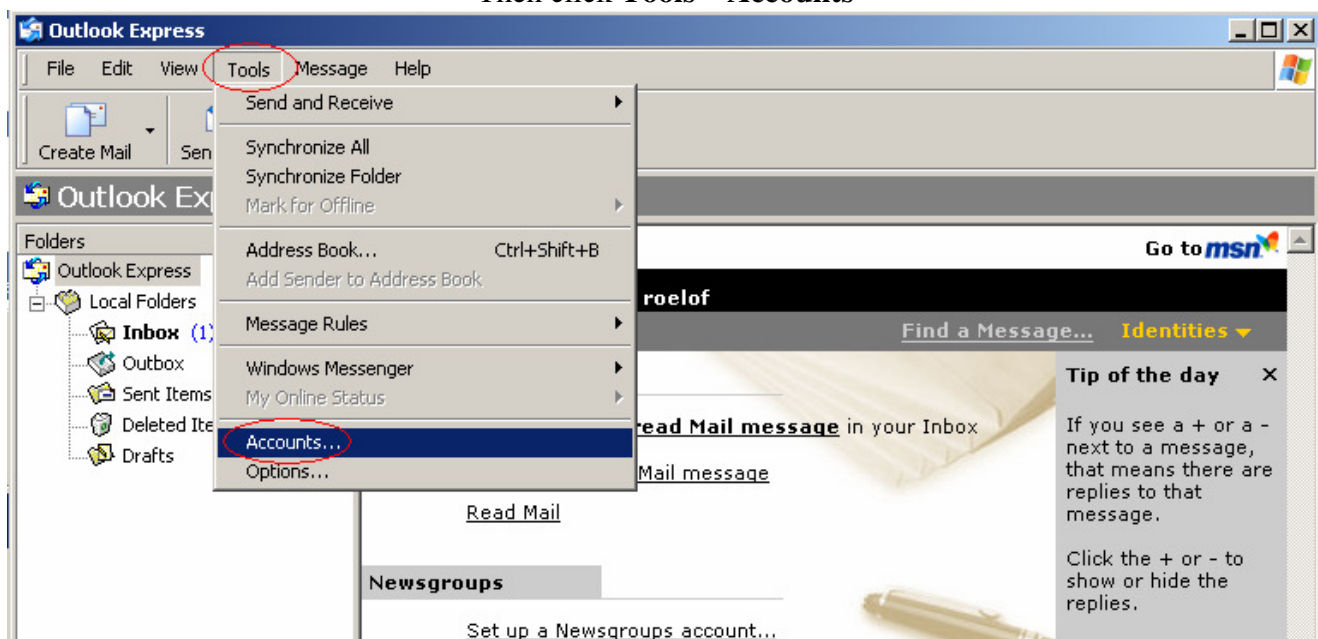 Outlook Express
File Edit View Tools Message Help
Create Mail
Send and Receive
Synchronize All
Synchronize Folder
Mark for Offline
Address Book... Ctrl+Shift+B
Add Sender to Address Book
Message Rules
Windows Messenger
My Online Status
Accounts...
Options...
Folders
Outlook Express
Local Folders
Inbox (1)
Outbox
Sent Items
Deleted Ite
Drafts
Go to msn
roelof
Find a Message... Identities
read Mail message in your Inbox
Mail message
Read Mail
Newsgroups
Set up a Newsgroups account...
Tip of the day X
If you see a + or a -
next to a message,
that means there are
replies to that
message.
Click the + or - to
show or hide the
replies.